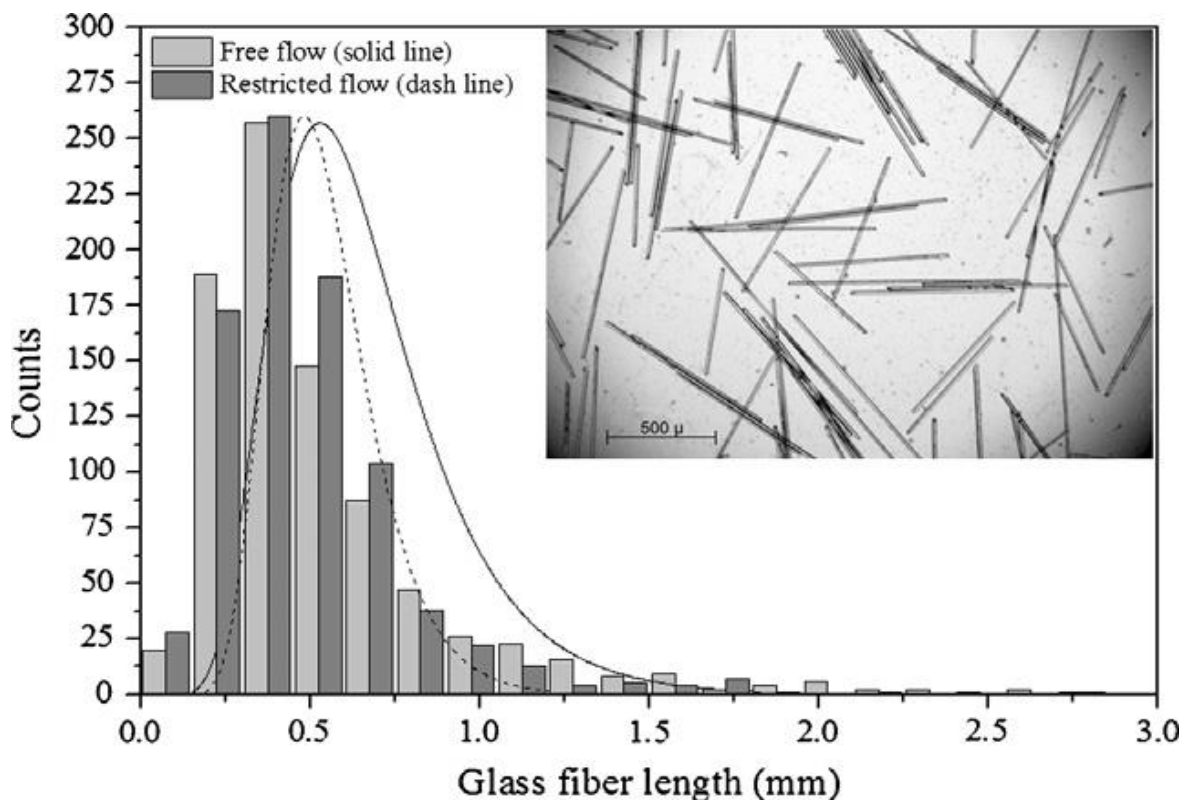 300
275
250
225
200
175
150
125
100
75
50
25
0
Counts
Free flow (solid line)
Restricted flow (dash line)
500 µ
0.0 0.5 1.0 1.5 2.0 2.5 3.0
Glass fiber length (mm)